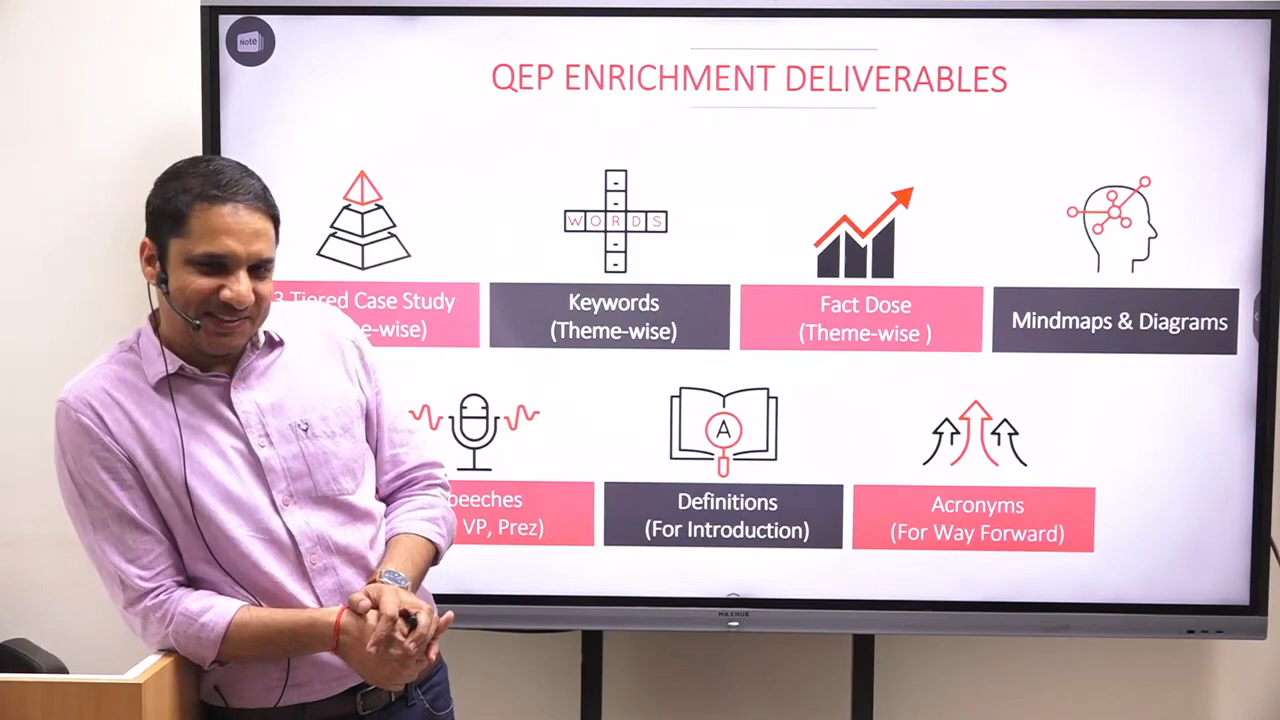 Note
QEP ENRICHMENT DELIVERABLES
WORDS
3 Tiered Case Study
-wise)
Keywords
(Theme-wise)
Fact Dose
(Theme-wise )
Mindmaps & Diagrams
A
peeches
VP, Prez)
Definitions
(For Introduction)
Acronyms
(For Way Forward)
MAXHUB